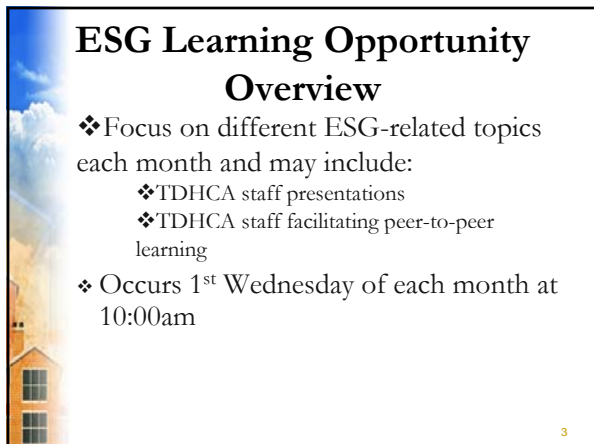 ESG Learning Opportunity
Overview
❖Focus on different ESG-related topics
each month and may include:
❖TDHCA staff presentations
❖TDHCA staff facilitating peer-to-peer
learning
❖ Occurs 1st Wednesday of each month at
10:00am
3